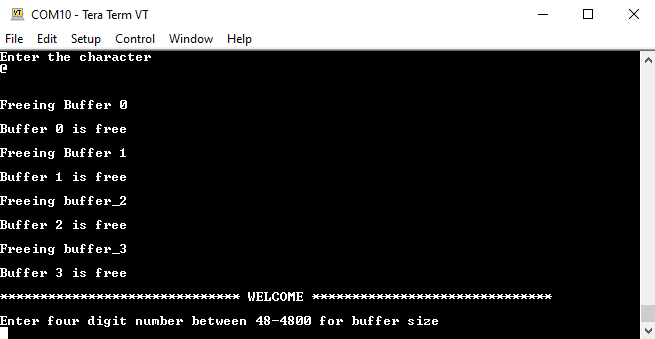 COM10 - Tera Term VT
File Edit Setup Control Window Help
Enter the character
@
Freeing Buffer 0
Buffer 0 is free
Freeing Buffer 1
Buffer 1 is free
Freeing buffer_2
Buffer 2 is free
Freeing buffer_3
Buffer 3 is free
****************************** WELCOME ******************************
Enter four digit number between 48-4800 for buffer size